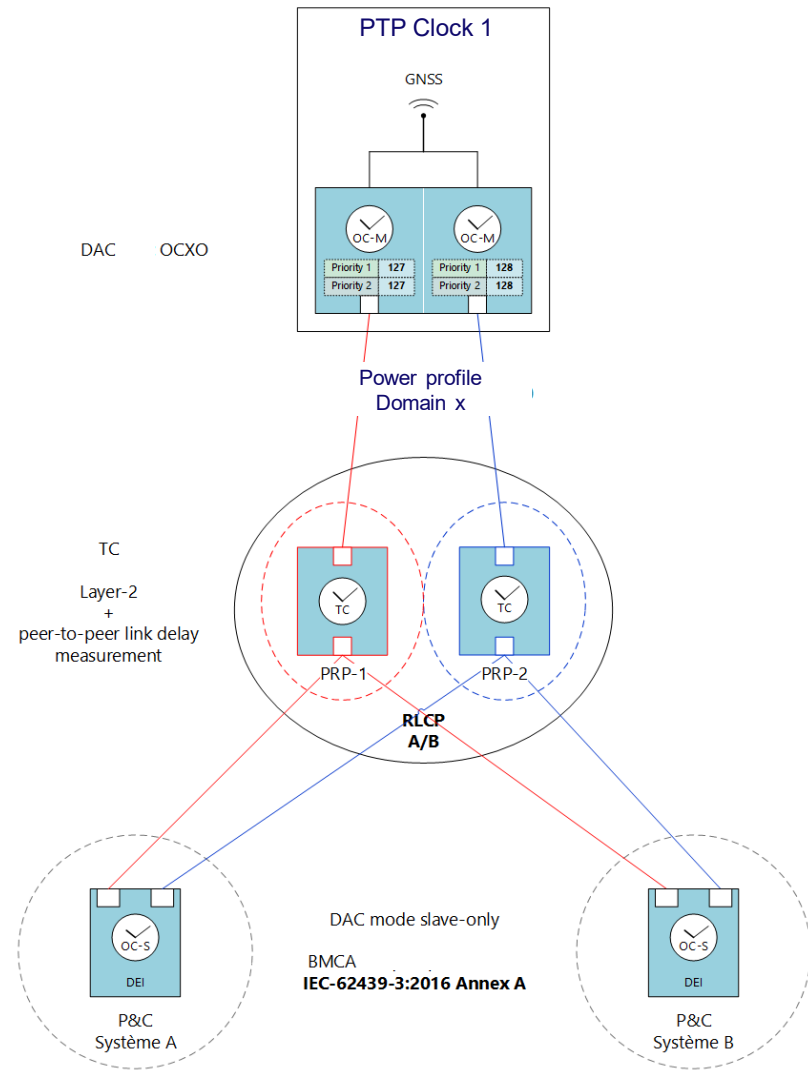 PTP Clock 1
GNSS
OC-M
OC-M
Priority 1 127
Priority 2 127
Priority 1 128
Priority 2 128
DAC OCXO
Power profile
Domain x
TC
Layer-2
+
peer-to-peer link delay
measurement
TC
TC
PRP-1
PRP-2
RLCP
A/B
OC-S
DEI
P&C
Système A
DAC mode slave-only
BMCA
IEC-62439-3:2016 Annex A
OC-S
DEI
P&C
Système B